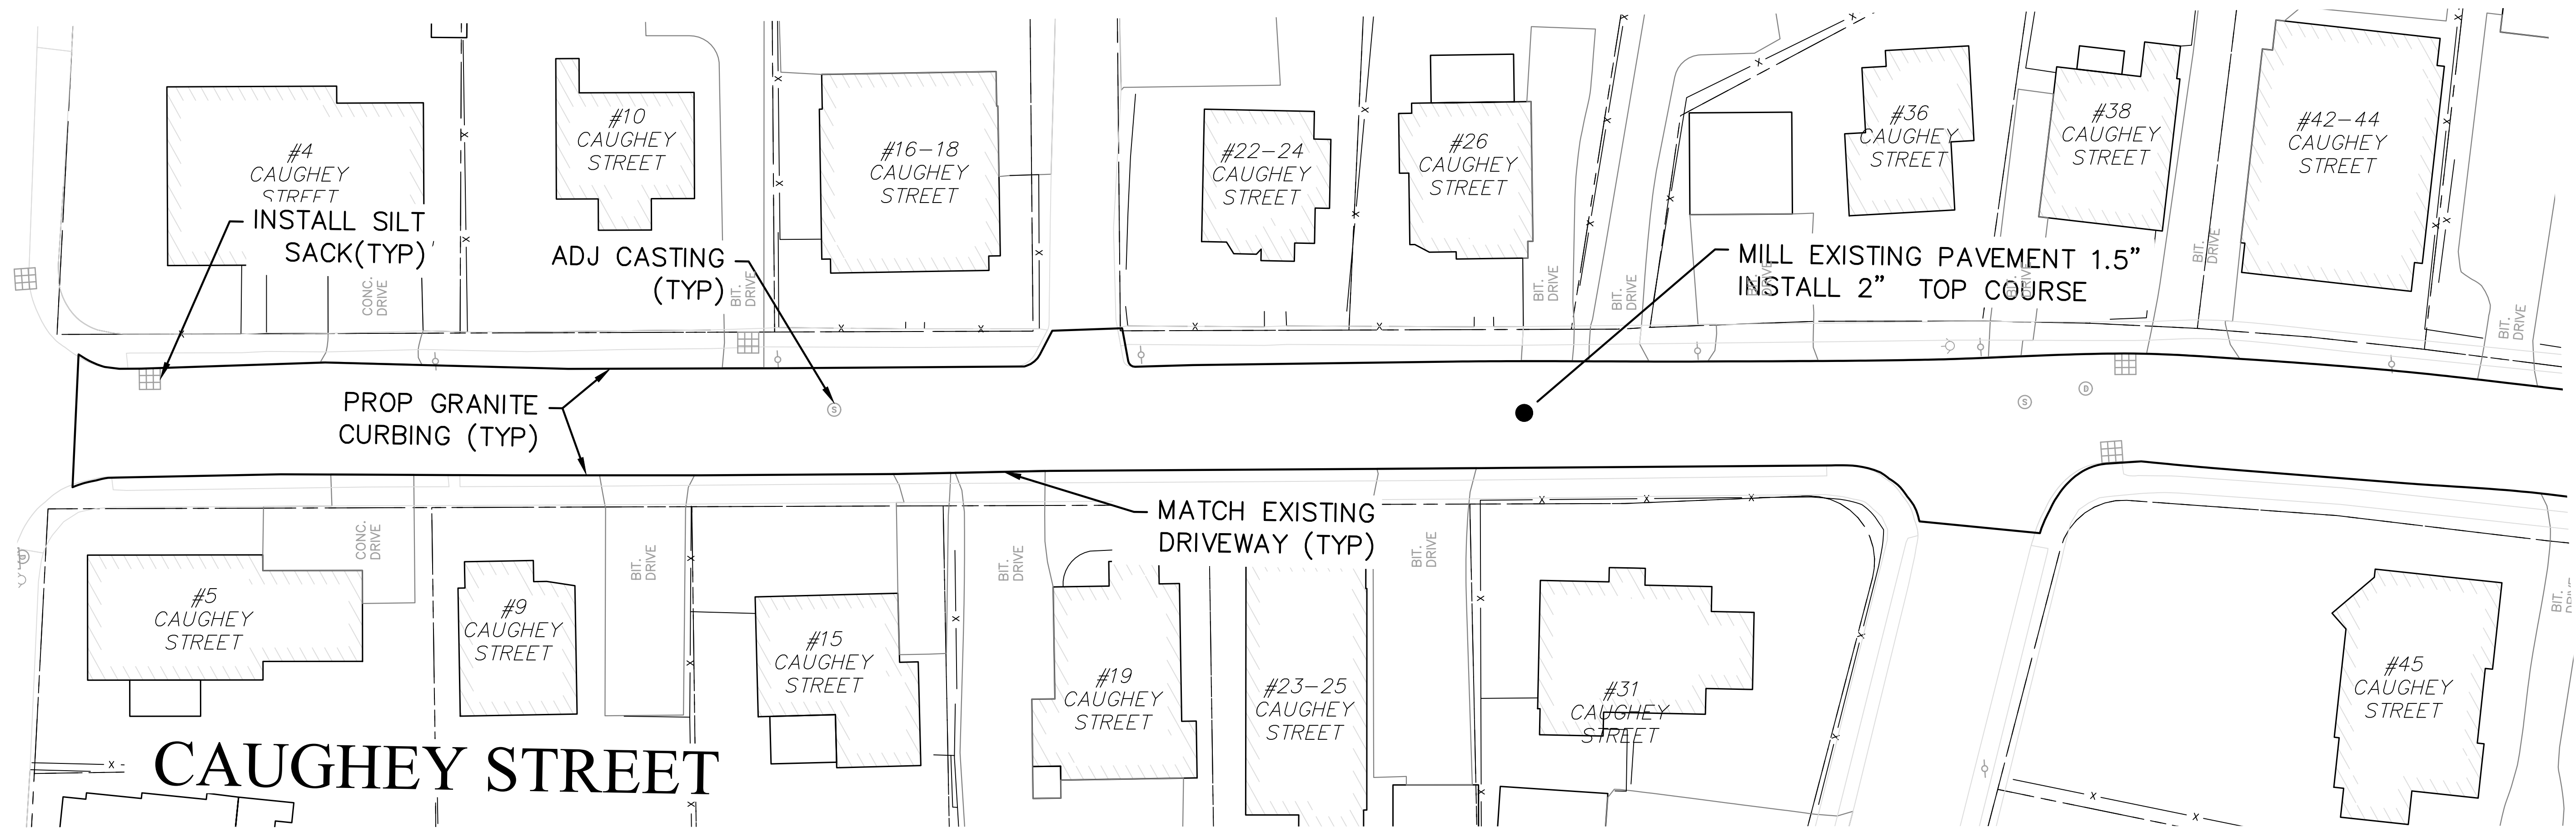 #4
CAUGHEY
STREET
#10
CAUGHEY
STREET
#16-18
CAUGHEY
STREET
#22-24
CAUGHEY
STREET
#26
CAUGHEY
STREET
#36
CAUGHEY
STREET
#38
CAUGHEY
STREET
#42-44
CAUGHEY
STREET
INSTALL SILT
SACK(TYP)
ADJ CASTING
(TYP)
MILL EXISTING PAVEMENT 1.5"
INSTALL 2" TOP COURSE
CONC.
DRIVE
BIT.
DRIVE
BIT.
DRIVE
BIT.
DRIVE
BIT.
DRIVE
BIT.
DRIVE
BIT.
DRIVE
BIT.
DRIVE
S
S
D
PROP GRANITE
CURBING (TYP)
MATCH EXISTING
DRIVEWAY (TYP)
CONC.
DRIVE
BIT.
DRIVE
BIT.
DRIVE
BIT.
DRIVE
BIT.
#5
CAUGHEY
STREET
#9
CAUGHEY
STREET
#15
CAUGHEY
STREET
#19
CAUGHEY
STREET
#23-25
CAUGHEY
STREET
#31
CAUGHEY
STREET
#45
CAUGHEY
STREET
CAUGHEY STREET